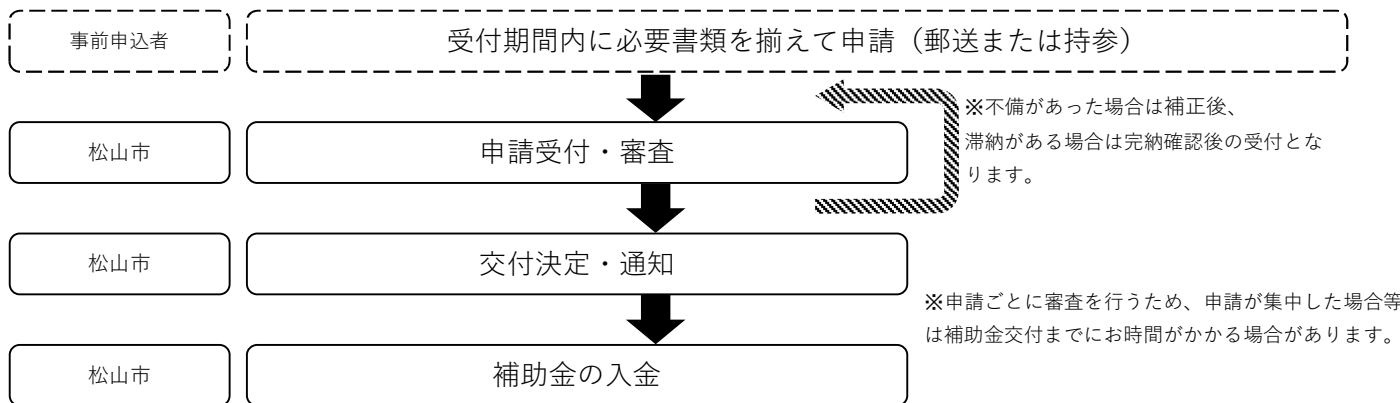 事前申込者
受付期間内に必要書類を揃えて申請（郵送または持参）
※不備があった場合は補正後、
滞納がある場合は完納確認後の受付とな
ります。
松山市
申請受付・審査
松山市
交付決定・通知
※申請ごとに審査を行うため、申請が集中した場合等
は補助金交付までにお時間がかかる場合があります。
松山市
補助金の入金